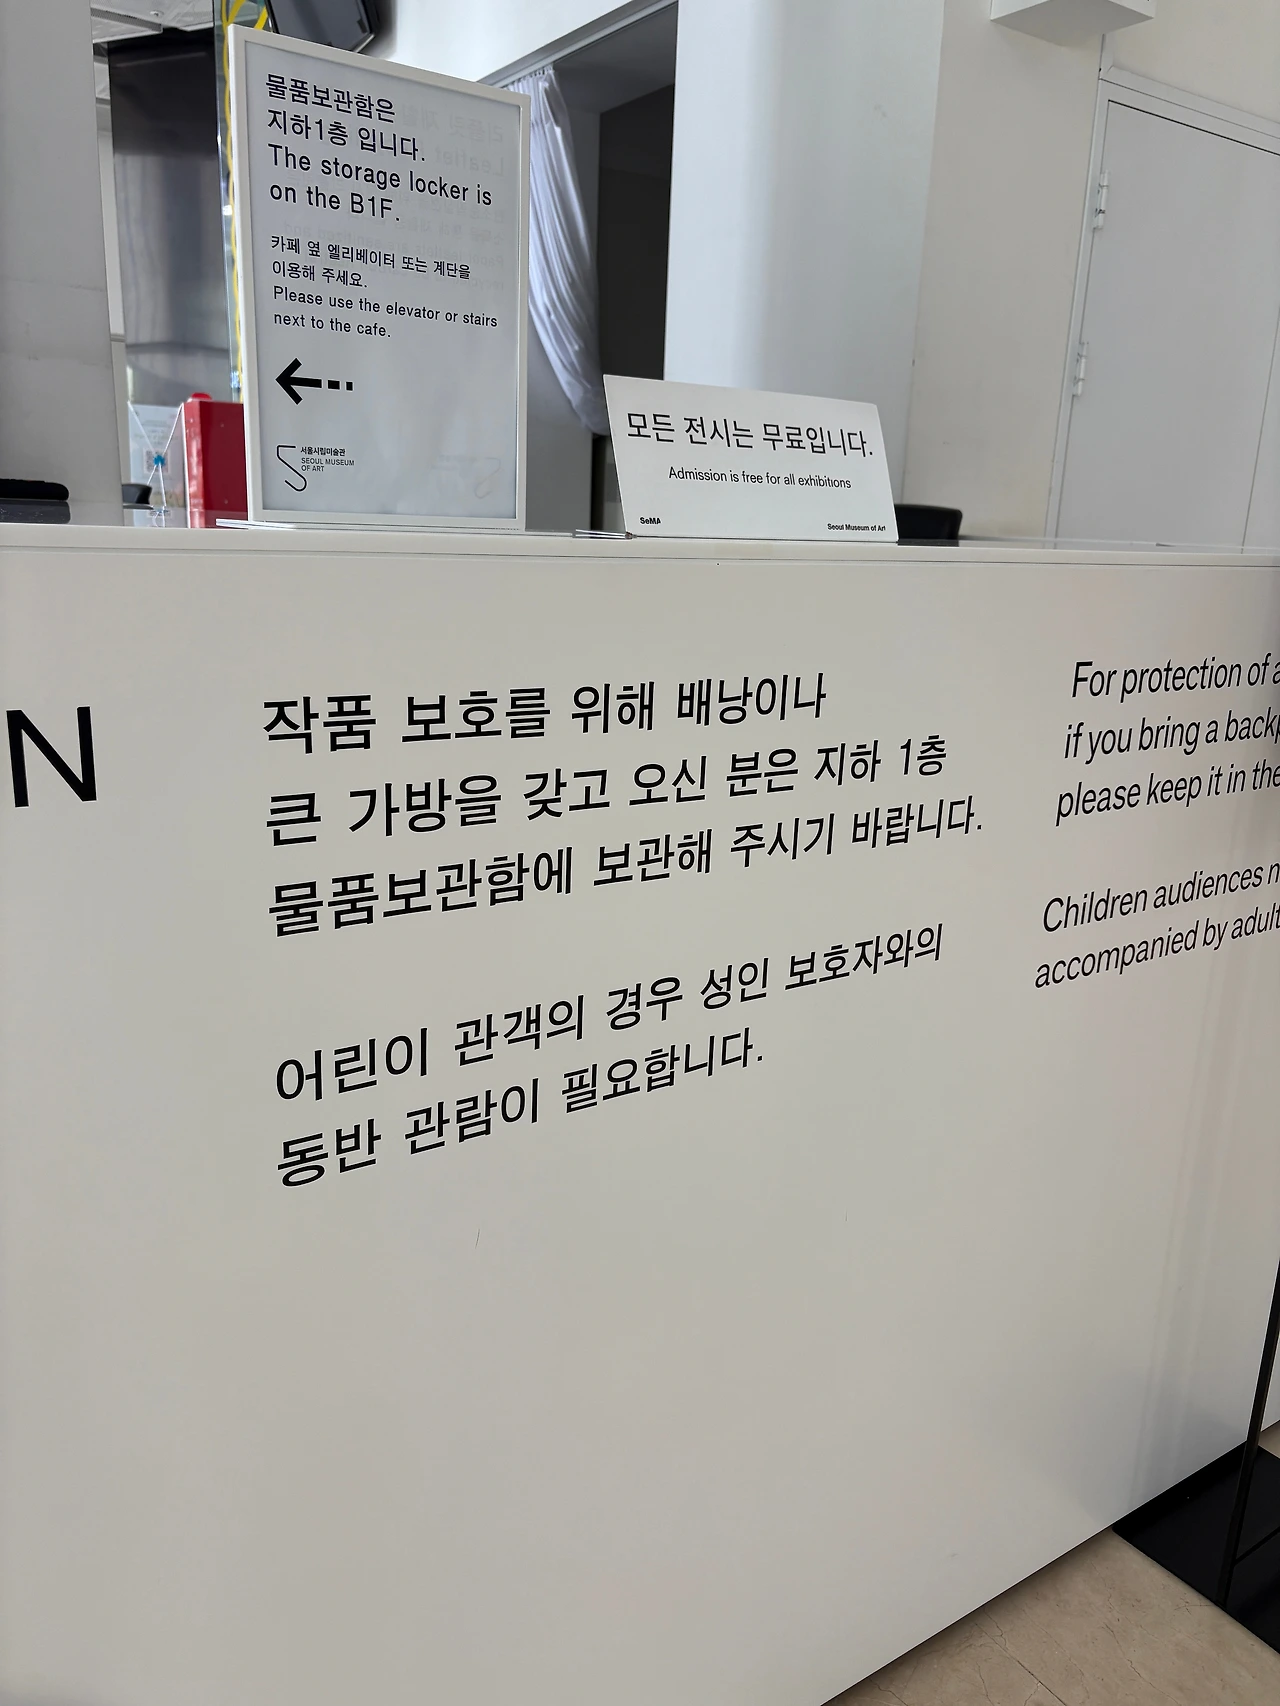 물품보관함은
지하1층 입니다.
The storage locker is
on the B1F.
카페 옆 엘리베이터 또는 계단을
이용해 주세요.
Please use the elevator or stairs
next to the cafe.
서울시립미술관
SEOUL MUSEUM
OF ART
모든 전시는 무료입니다.
Admission is free for all exhibitions
SeMA
Seoul Museum of Art
N
작품 보호를 위해 배낭이나
큰 가방을 갖고 오신 분은 지하 1층
물품보관함에 보관해 주시기 바랍니다.
어린이 관객의 경우 성인 보호자와의
동반 관람이 필요합니다.
For protection of a
if you bring a backp
please keep it in the
Children audiences n
accompanied by adult